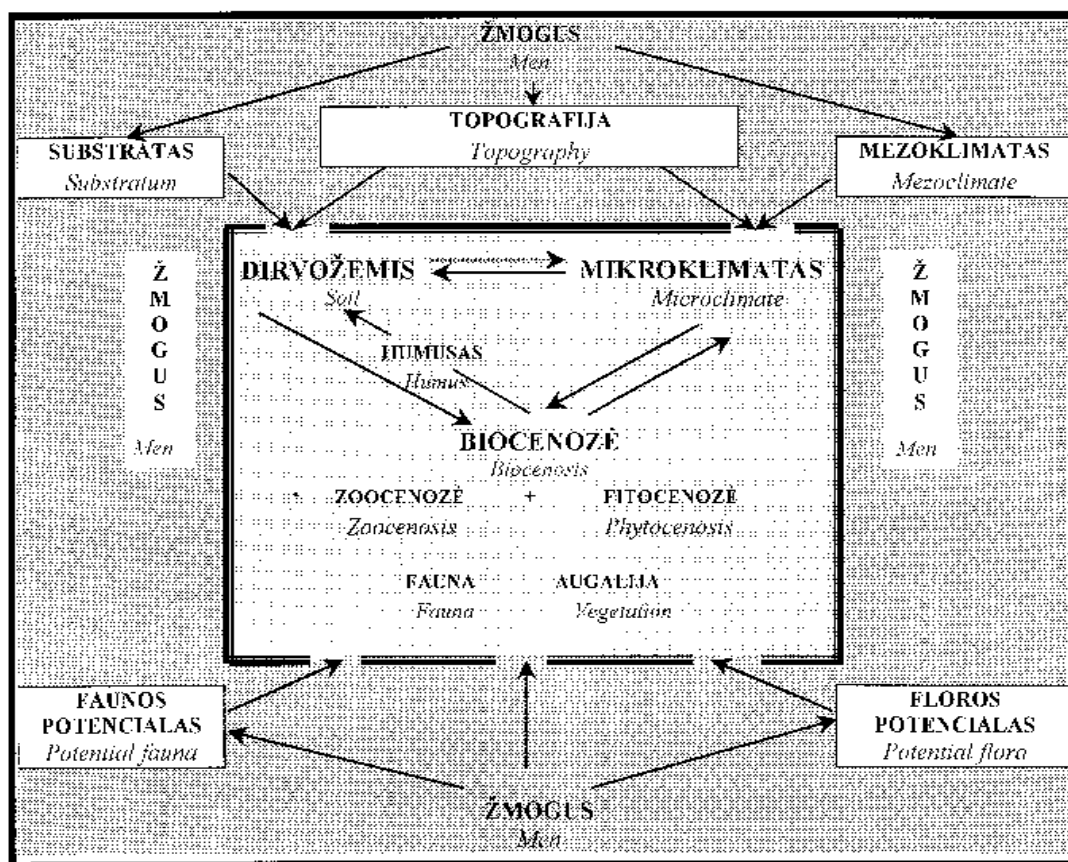 ŽMOGUS
Men
TOPOGRAFIJA
Topography
SUBSTRATAS
Substratum
MEZOKLIMATAS
Mezoclimate
DIRVOŽEMIS
Soil
MIKROKLIMATAS
Microclimate
Ž
M
O
G
U
S
Men
Ž
M
O
G
U
S
Men
HUMUSAS
Humus
BIOCENOZĖ
Biocenosis
ZOOCENOZĖ + FITOCENOZĖ
Zoocenosis Phytocenosis
FAUNA AUGALIJA
Fauna Vegetation
FAUNOS
POTENCIALAS
Potential fauna
FLOROS
POTENCIALAS
Potential flora
ŽMOGUS
Men